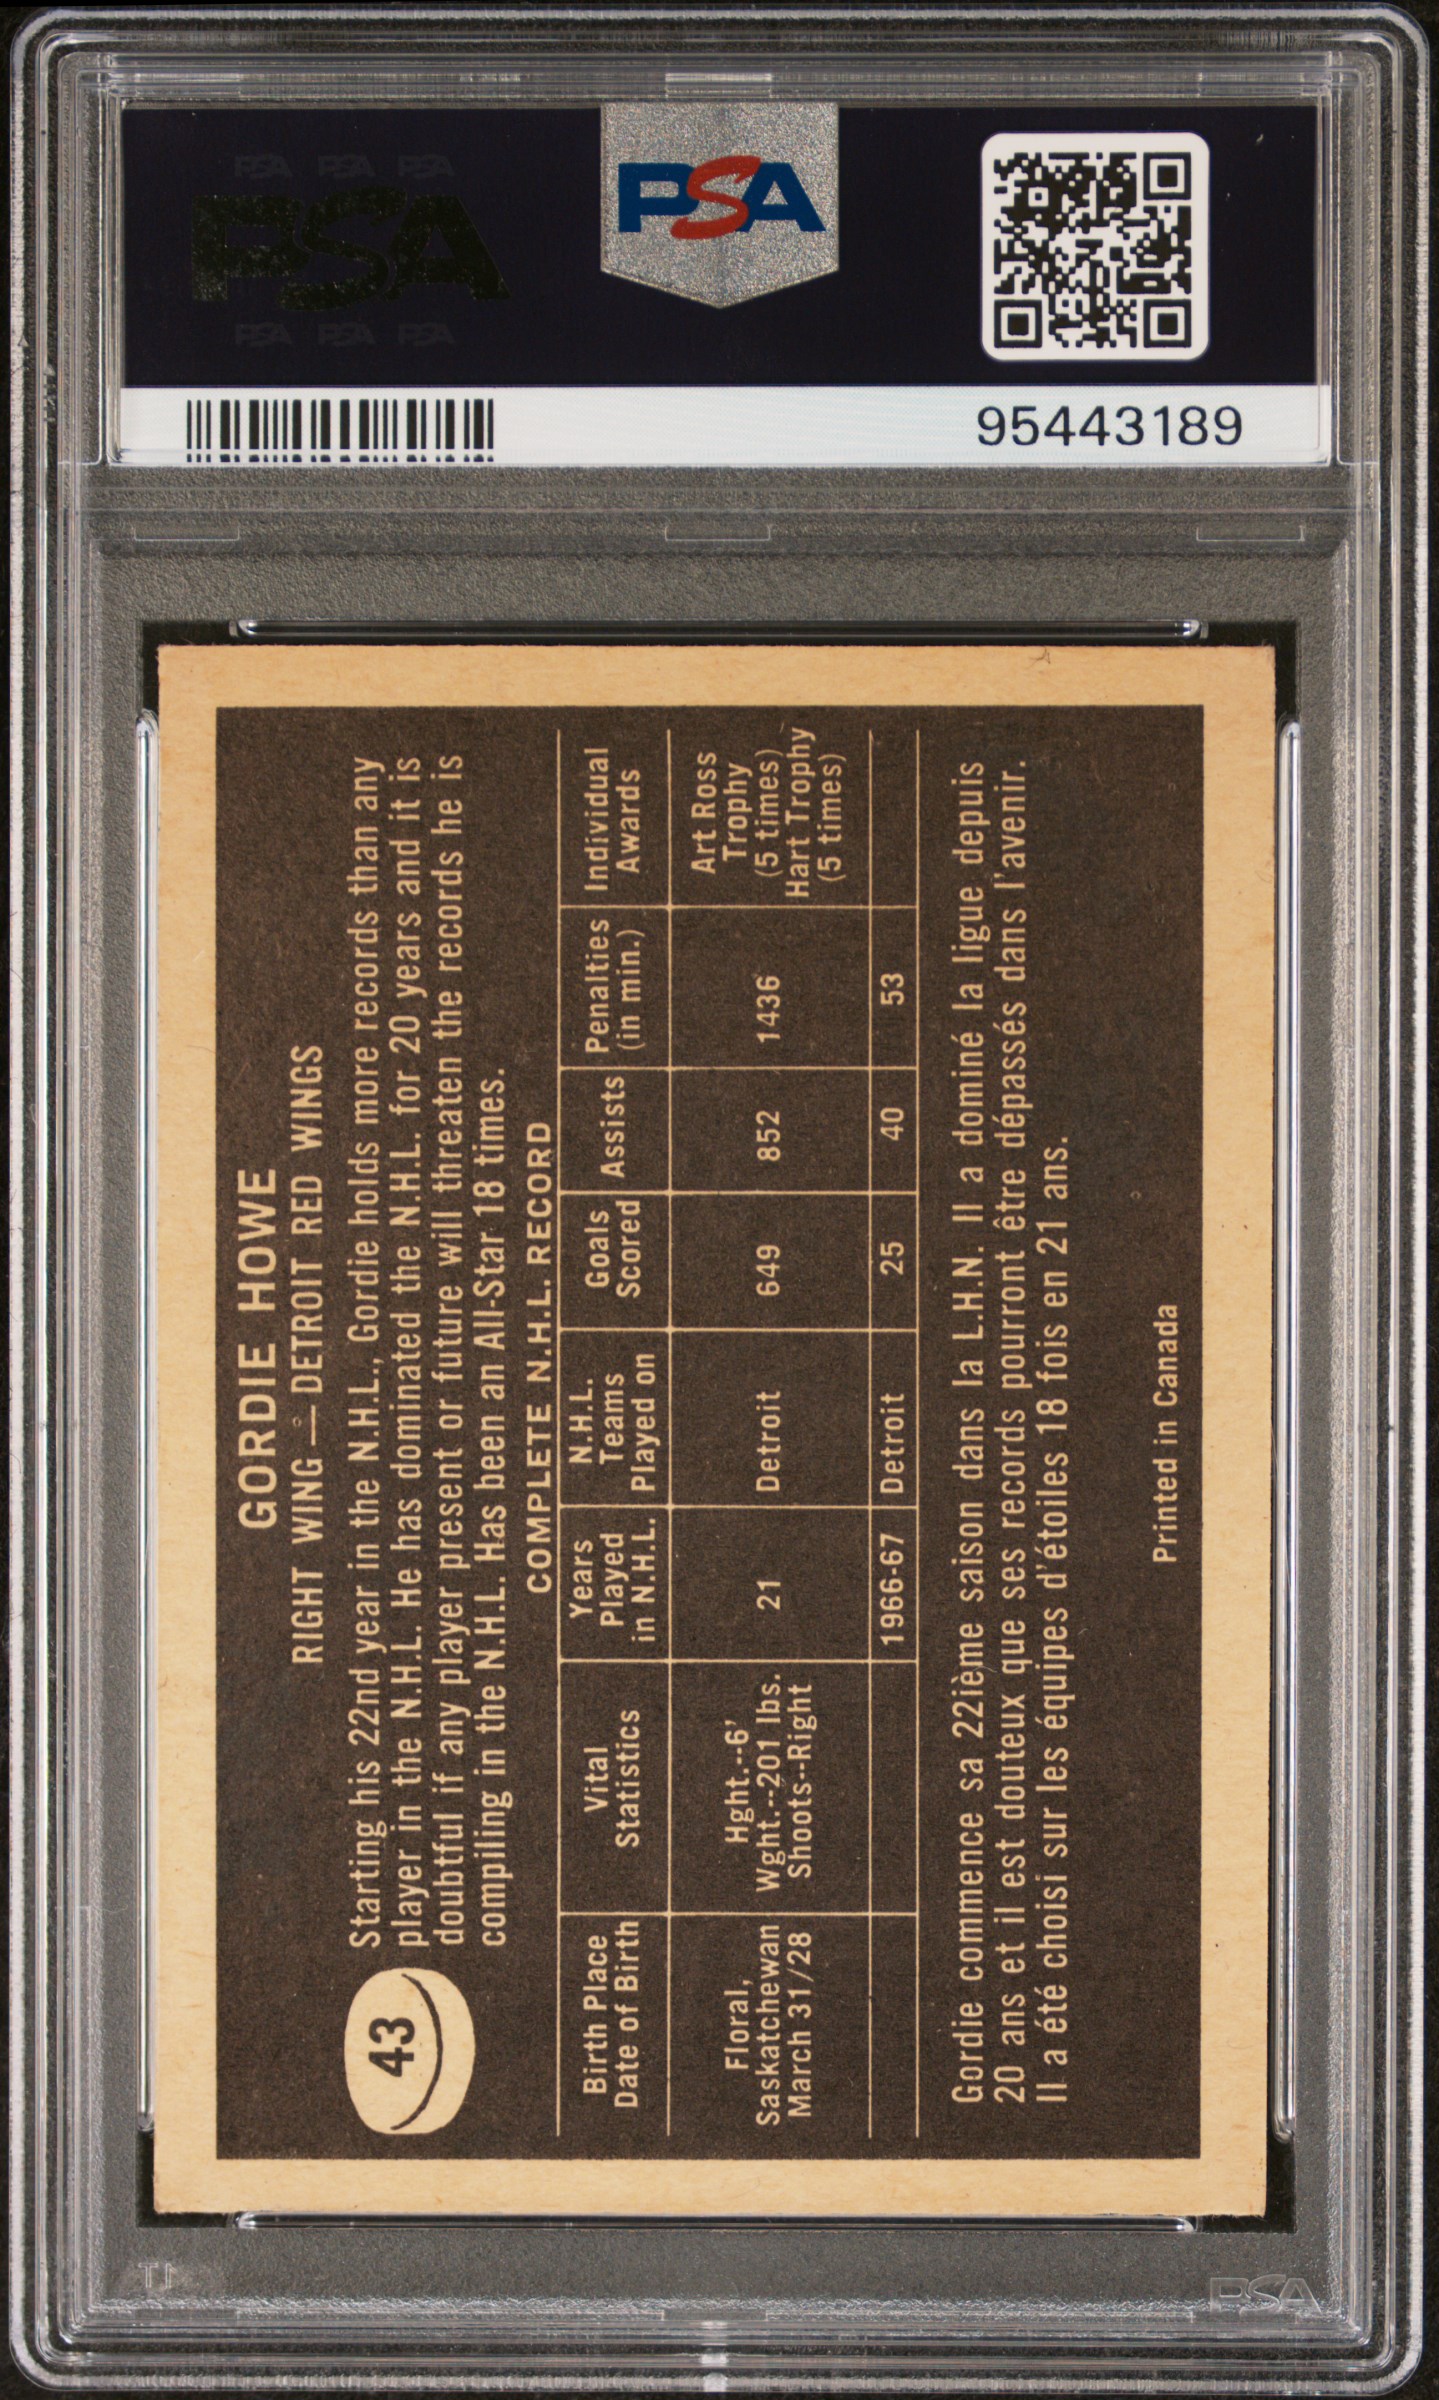 PSA PSA PSA
PSA
PSA PSA PSA
PSA
95443189
GORDIE HOWE
RIGHT WING—DETROIT RED WINGS
43
Starting his 22nd year in the N.H.L., Gordie holds more records than any
player in the N.H.L. He has dominated the N.H.L. for 20 years and it is
doubtful if any player present or future will threaten the records he is
compiling in the N.H.L. Has been an All-Star 18 times.
COMPLETE N.H.L. RECORD
Birth Place
Date of Birth
Vital
Statistics
Years
Played
in N.H.L.
N.H.L.
Teams
Played on
Goals
Scored
Assists
Penalties
(in min.)
Individual
Awards
Floral,
Saskatchewan
March 31/28
Hght.--6'
Wght.--201 lbs.
Shoots--Right
21
Detroit
649
852
1436
Art Ross
Trophy
(5 times)
Hart Trophy
(5 times)
1966-67
Detroit
25
40
53
Gordie commence sa 22ième saison dans la L.H.N. Il a dominé la ligue depuis
20 ans et il est douteux que ses records pourront être dépassés dans l'avenir.
Il a été choisi sur les équipes d'étoiles 18 fois en 21 ans.
Printed in Canada
PSA